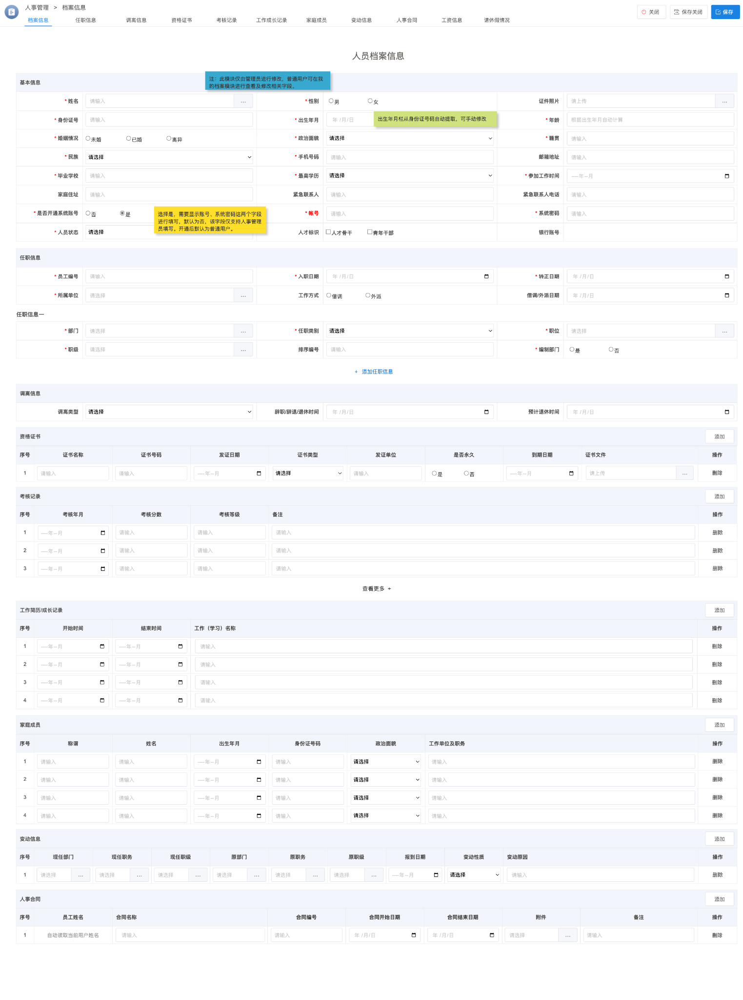 人事管理 > 档案信息
关闭 保存关闭 保存
档案信息 任职信息 调离信息 资格证书 考核记录 工作成长记录 家庭成员 变动信息 人事合同 工资信息 请休假情况
人员档案信息
基本信息
注：此模块仅由管理员进行修改，普通用户可在我
的档案模块进行查看及修改相关字段。
* 姓名 请输入 ... * 性别 男 女 证件照片 请上传 ...
* 身份证号 请输入 * 出生年月 年 /月/日 出生年月栏从身份证号码自动提取，可手动修改 * 年龄 根据出生年月自动计算
* 婚姻情况 未婚 已婚 离异 * 政治面貌 请选择 * 籍贯 请输入
* 民族 请选择 * 手机号码 请输入 邮箱地址 请输入
* 毕业学校 请输入 * 最高学历 请选择 * 参加工作时间 ----年--月
家庭住址 请输入 紧急联系人 请输入 紧急联系人电话 请输入
* 是否开通系统账号 否 是 * 帐号 请输入 * 系统密码 请输入
选择是，需要显示账号、系统密码这两个字段
进行填写，默认为否，该字段仅支持人事管理
员填写。开通后默认为普通用户。
* 人员状态 请选择 人才标识 人才骨干 青年干部 银行账号
任职信息
* 员工编号 请输入 * 入职日期 年 /月/日 * 转正日期 年 /月/日
* 所属单位 请选择 ... 工作方式 借调 外派 借调/外派日期 年 /月/日
任职信息一
* 部门 请选择 ... * 任职类别 请选择 * 职位 请选择 ...
* 职级 请选择 ... 排序编号 请输入 * 编制部门 是 否
+ 添加任职信息
调离信息
调离类型 请选择 辞职/辞退/退休时间 年 /月/日 预计退休时间 年 /月/日
资格证书 添加
序号 证书名称 证书号码 发证日期 证书类型 发证单位 是否永久 到期日期 证书文件 操作
1 请输入 请输入 ----年--月 请选择 请输入 是 否 ----年--月 请上传 ... 删除
考核记录 添加
序号 考核年月 考核分数 考核等级 备注 操作
1 ----年--月 请输入 请输入 请输入 删除
2 ----年--月 请输入 请输入 请输入 删除
3 ----年--月 请输入 请输入 请输入 删除
查看更多 +
工作简历/成长记录 添加
序号 开始时间 结束时间 工作（学习）名称 操作
1 ----年--月 ----年--月 请输入 删除
2 ----年--月 ----年--月 请输入 删除
3 ----年--月 ----年--月 请输入 删除
4 ----年--月 ----年--月 请输入 删除
家庭成员 添加
序号 称谓 姓名 出生年月 身份证号码 政治面貌 工作单位及职务 操作
1 请输入 请输入 ----年--月 请输入 请选择 请输入 删除
2 请输入 请输入 ----年--月 请输入 请选择 请输入 删除
3 请输入 请输入 ----年--月 请输入 请选择 请输入 删除
4 请输入 请输入 ----年--月 请输入 请选择 请输入 删除
变动信息 添加
序号 现任部门 现任职务 现任职级 原部门 原职务 原职级 报到日期 变动性质 变动原因 操作
1 请选择 ... 请选择 ... 请选择 ... 请选择 ... 请选择 ... 请选择 ... ----年--月 请选择 请输入 删除
人事合同 添加
序号 员工姓名 合同名称 合同编号 合同开始日期 合同结束日期 附件 备注 操作
1 自动读取当前用户姓名 请输入 请输入 年 /月/日 年 /月/日 请选择 ... 请输入 删除